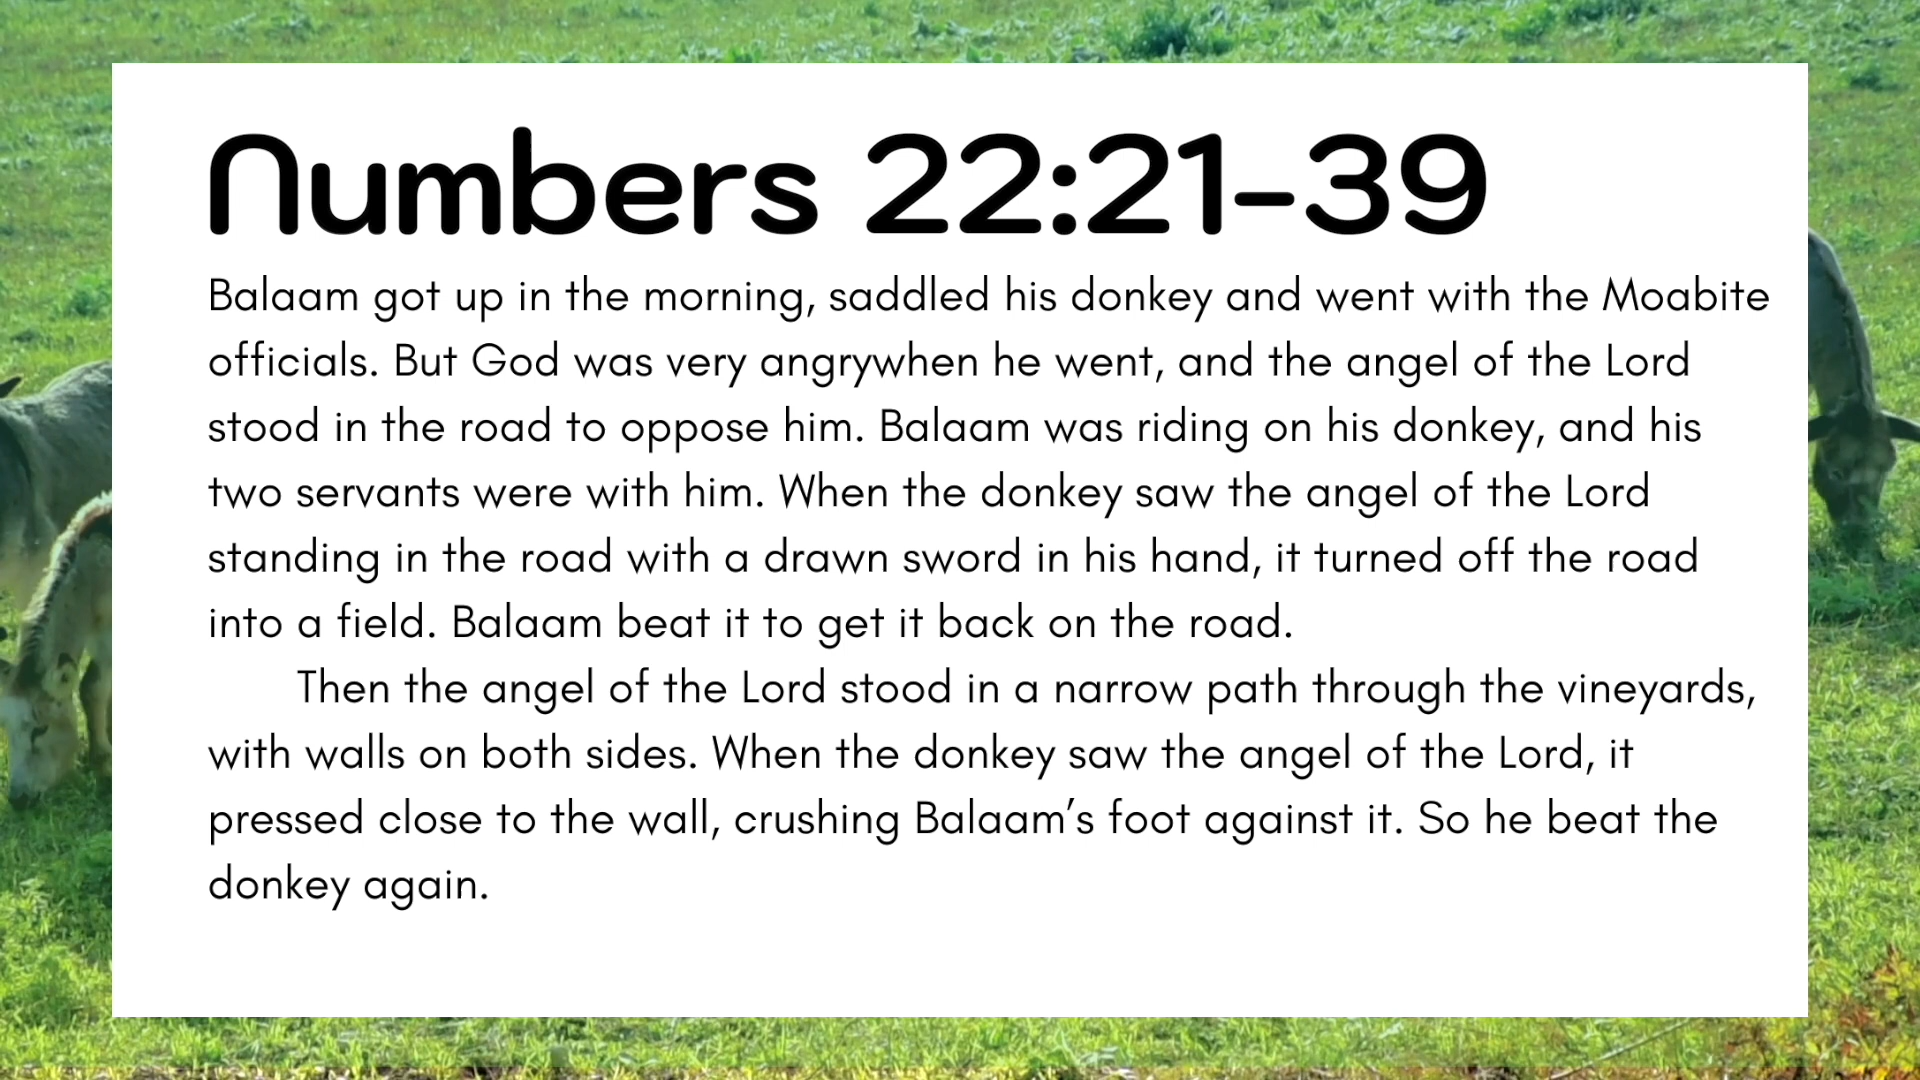 Numbers 22:21-39
Balaam got up in the morning, saddled his donkey and went with the Moabite
officials. But God was very angrywhen he went, and the angel of the Lord
stood in the road to oppose him. Balaam was riding on his donkey, and his
two servants were with him. When the donkey saw the angel of the Lord
standing in the road with a drawn sword in his hand, it turned off the road
into a field. Balaam beat it to get it back on the road.
Then the angel of the Lord stood in a narrow path through the vineyards,
with walls on both sides. When the donkey saw the angel of the Lord, it
pressed close to the wall, crushing Balaam’s foot against it. So he beat the
donkey again.